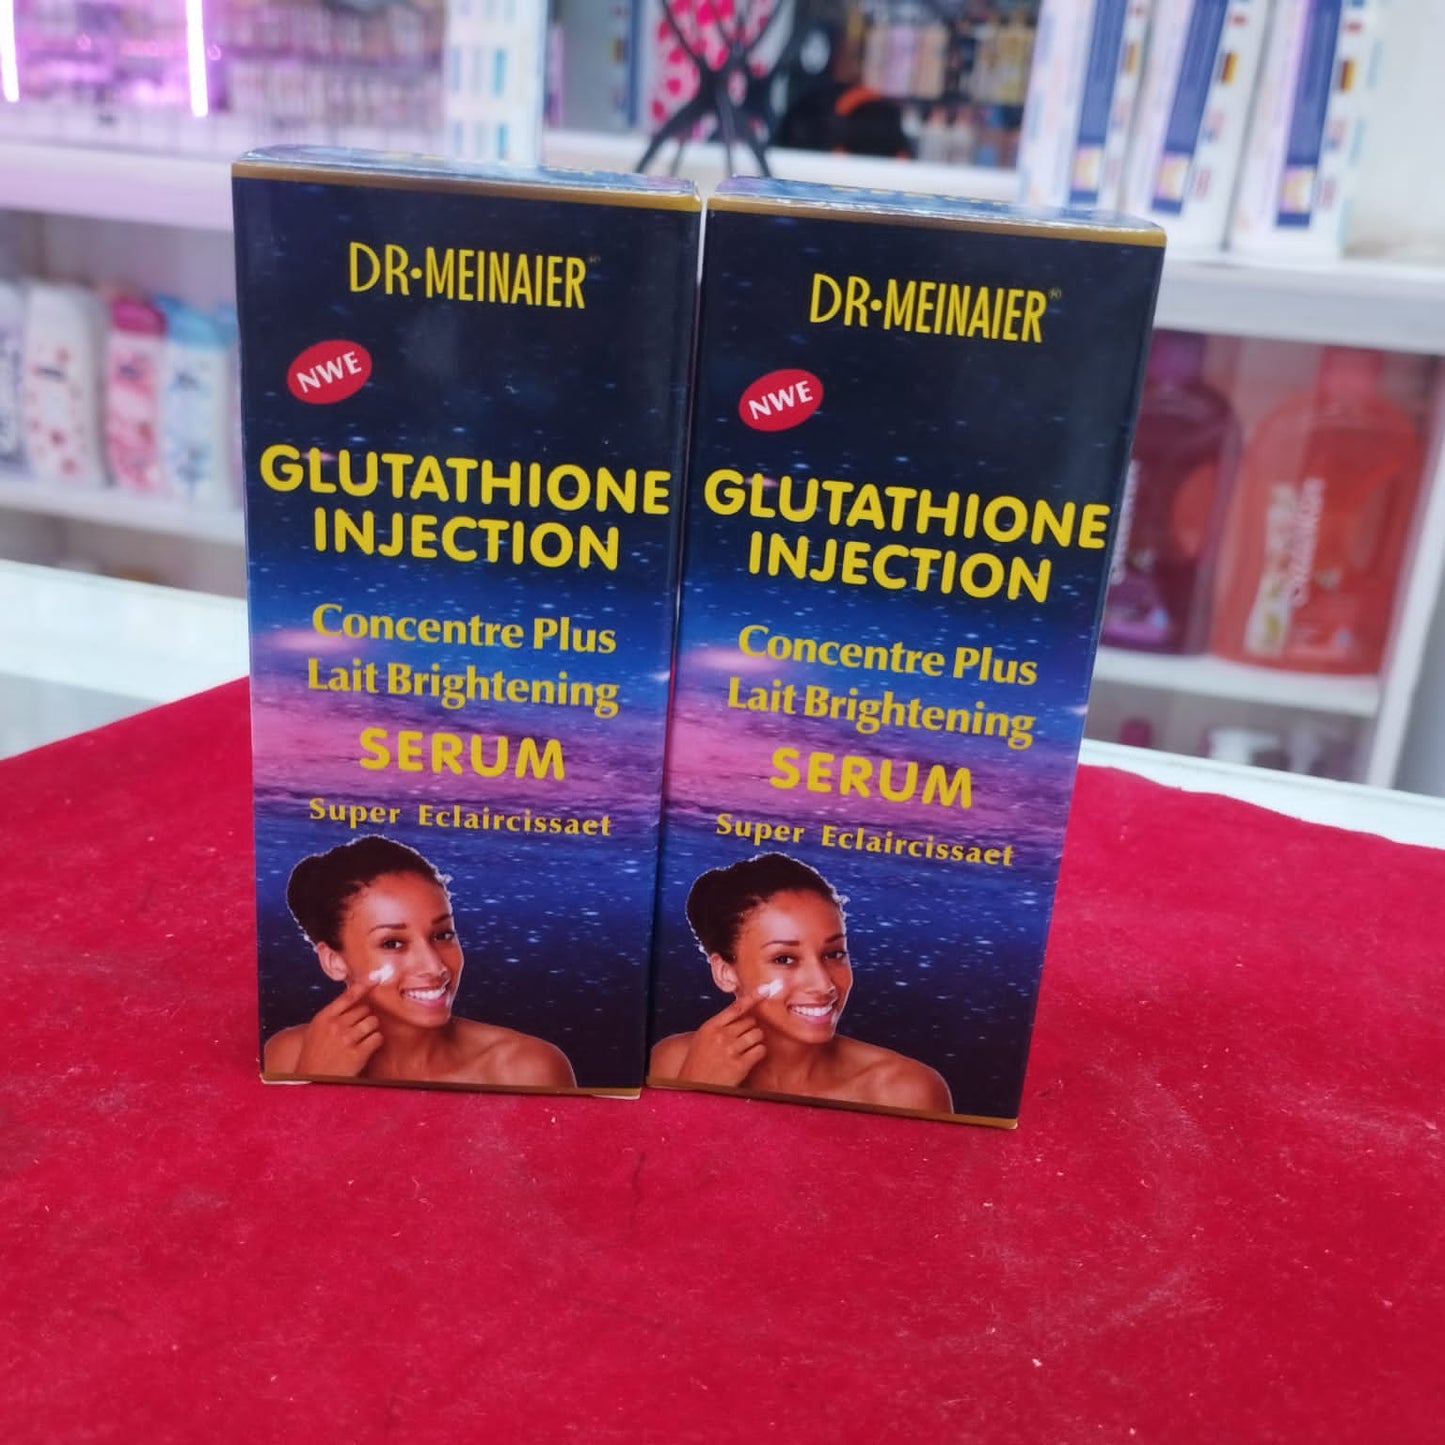 DR·MEINAIER
NWE
GLUTATHIONE
INJECTION
Concentre Plus
Lait Brightening
SERUM
Super Eclaircissaet
DR·MEINAIER
NWE
GLUTATHIONE
INJECTION
Concentre Plus
Lait Brightening
SERUM
Super Eclaircissaet